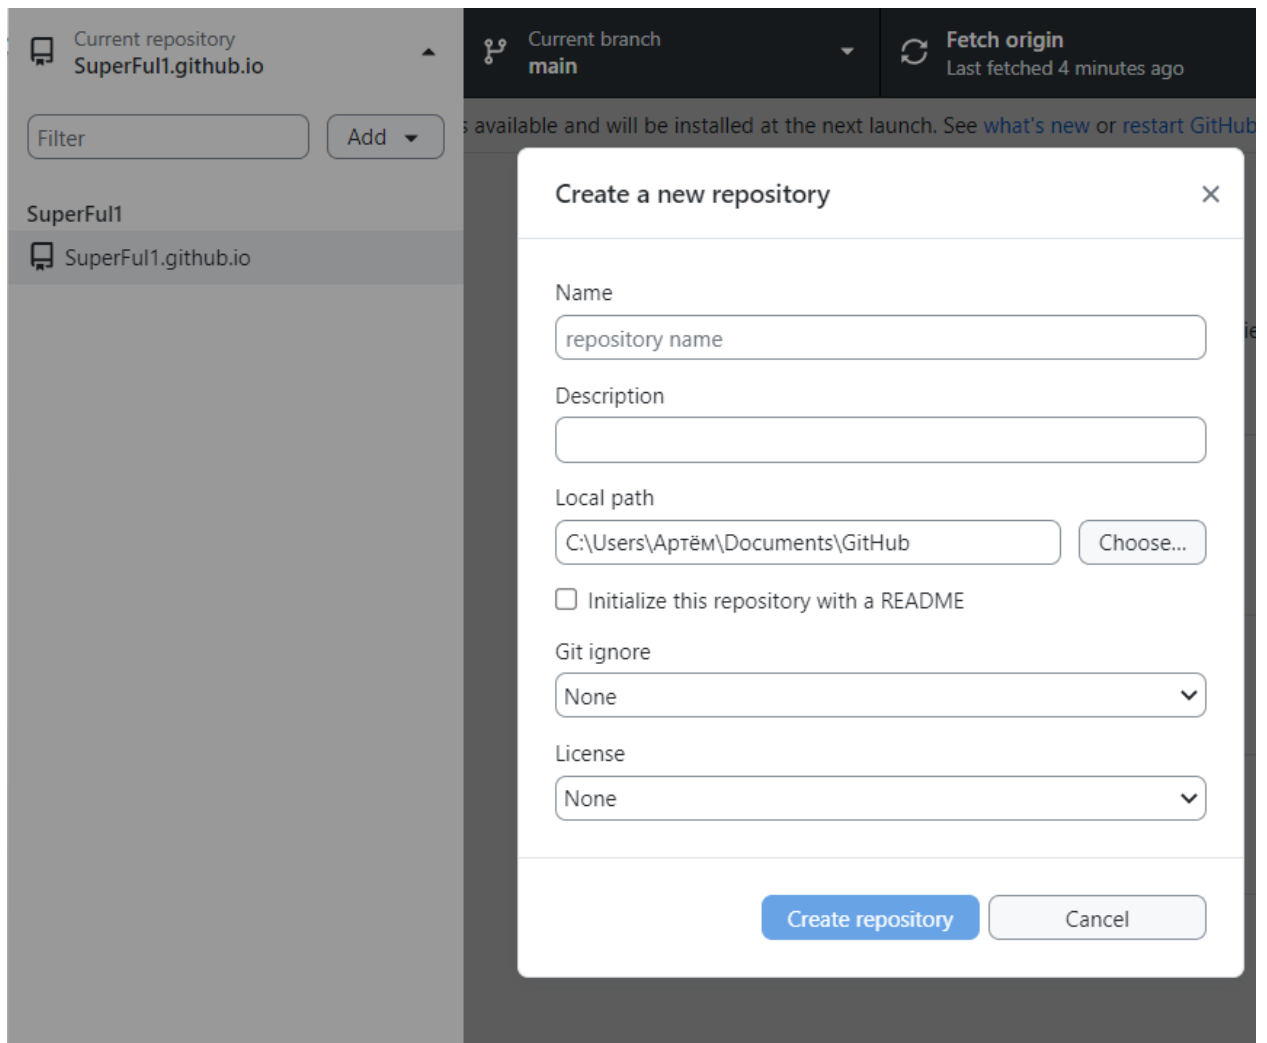 Current repository
SuperFul1.github.io
Current branch
main
Fetch origin
Last fetched 4 minutes ago
Filter
Add
available and will be installed at the next launch. See what's new or restart GitHub
SuperFul1
SuperFul1.github.io
Create a new repository
Name
repository name
Description
Local path
C:\Users\Артём\Documents\GitHub
Choose...
Initialize this repository with a README
Git ignore
None
License
None
Create repository
Cancel